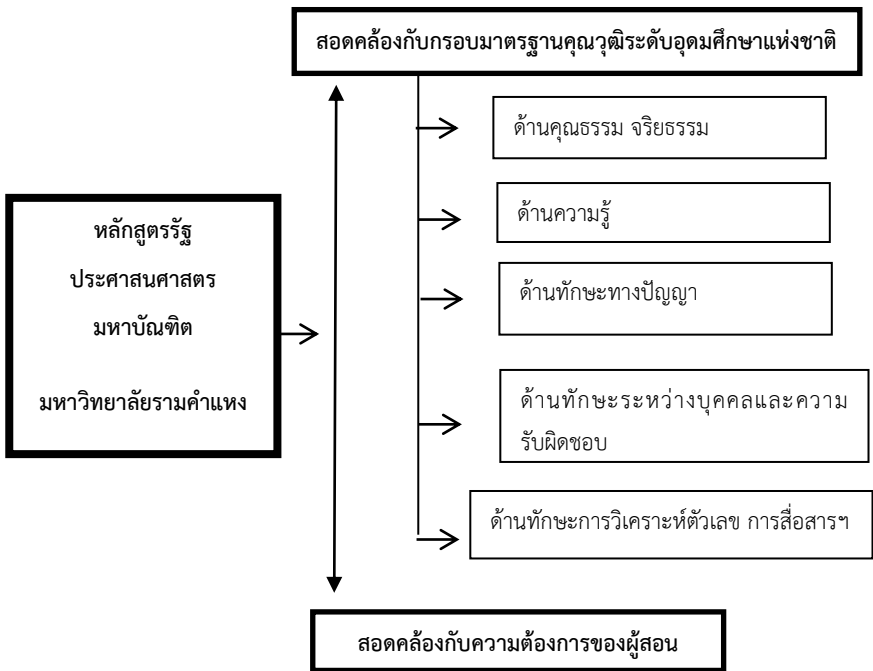 สอดคล้องกับกรอบมาตรฐานคุณวุฒิระดับอุดมศึกษาแห่งชาติ
ด้านคุณธรรม จริยธรรม
ด้านความรู้
ด้านทักษะทางปัญญา
ด้านทักษะระหว่างบุคคลและความ
รับผิดชอบ
ด้านทักษะการวิเคราะห์ตัวเลข การสื่อสารฯ
หลักสูตรรัฐ
ประศาสนศาสตร
มหาบัณฑิต
มหาวิทยาลัยรามคำแหง
สอดคล้องกับความต้องการของผู้สอน